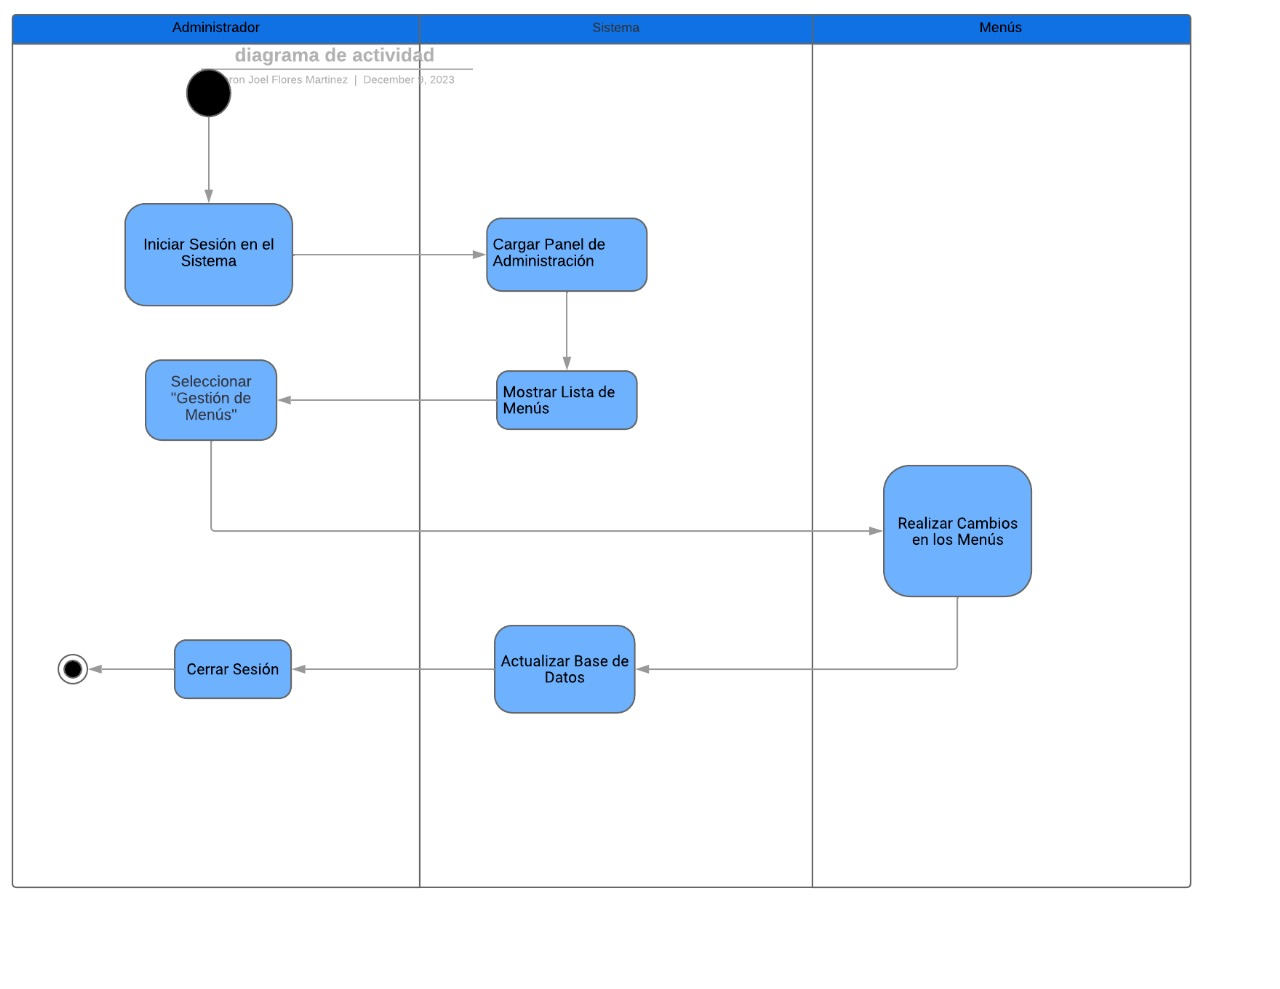 Administrador
Sistema
Menús
diagrama de actividad
Joel Flores Martinez | December 9, 2023
Iniciar Sesión en el
Sistema
Cargar Panel de
Administración
Seleccionar
"Gestión de
Menús"
Mostrar Lista de
Menús
Realizar Cambios
en los Menús
Cerrar Sesión
Actualizar Base de
Datos